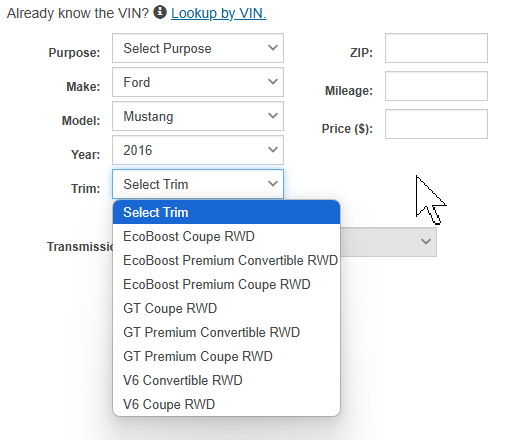 Already know the VIN? Lookup by VIN.
Purpose: Select Purpose ZIP:
Make: Ford Mileage:
Model: Mustang Price ($):
Year: 2016
Trim: Select Trim
Select Trim
EcoBoost Coupe RWD
Transmissio
EcoBoost Premium Convertible RWD
EcoBoost Premium Coupe RWD
GT Coupe RWD
GT Premium Convertible RWD
GT Premium Coupe RWD
V6 Convertible RWD
V6 Coupe RWD